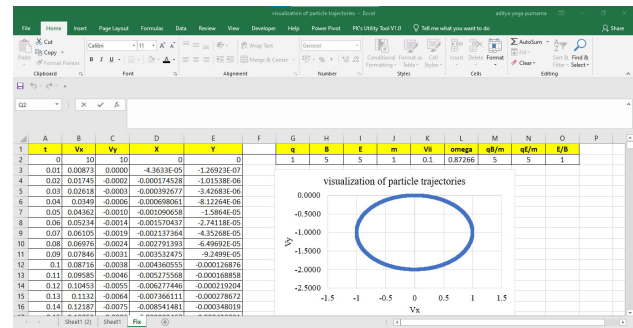 visualization of particle trajectories - Excel
aditya yoga purnama
File Home Insert Page Layout Formulas Data Review View Developer Help Power Pivot PK's Utility Tool V1.0 Tell me what you want to do Share
Cut
Copy
Format Painter
Paste
Calibri 11
B I U
Wrap Text
Merge & Center
General
Conditional Formatting
Format as Table
Cell Styles
Insert Delete Format
AutoSum
Fill
Clear
Sort & Filter
Find & Select
Clipboard Font Alignment Number Styles Cells Editing
Q2 fx
A B C D E F G H I J K L M N O P
1 t Vx Vy X Y q B E m Vii omega qB/m qE/m E/B
2 0 10 10 0 0 1 5 5 1 0.1 0.87266 5 5 1
3 0.01 0.00873 0.0000 -4.3633E-05 -1.26923E-07
4 0.02 0.01745 -0.0002 -0.000174528 -1.01538E-06
5 0.03 0.02618 -0.0003 -0.000392677 -3.42683E-06
6 0.04 0.0349 -0.0006 -0.000698061 -8.12264E-06
7 0.05 0.04362 -0.0010 -0.001090658 -1.5864E-05
8 0.06 0.05234 -0.0014 -0.001570437 -2.74118E-05
9 0.07 0.06105 -0.0019 -0.002137364 -4.35268E-05
10 0.08 0.06976 -0.0024 -0.002791393 -6.49692E-05
11 0.09 0.07846 -0.0031 -0.003532475 -9.2499E-05
12 0.1 0.08716 -0.0038 -0.004360555 -0.000126876
13 0.11 0.09585 -0.0046 -0.005275568 -0.000168858
14 0.12 0.10453 -0.0055 -0.006277446 -0.000219204
15 0.13 0.1132 -0.0064 -0.007366111 -0.000278672
16 0.14 0.12187 -0.0075 -0.008541481 -0.000348019
visualization of particle trajectories
0.0000
-0.5000
-1.0000
-1.5000
-2.0000
-2.5000
Vy
-1.5 -1 -0.5 0 0.5 1 1.5
Vx
Sheet1 (2) Sheet1 Fix